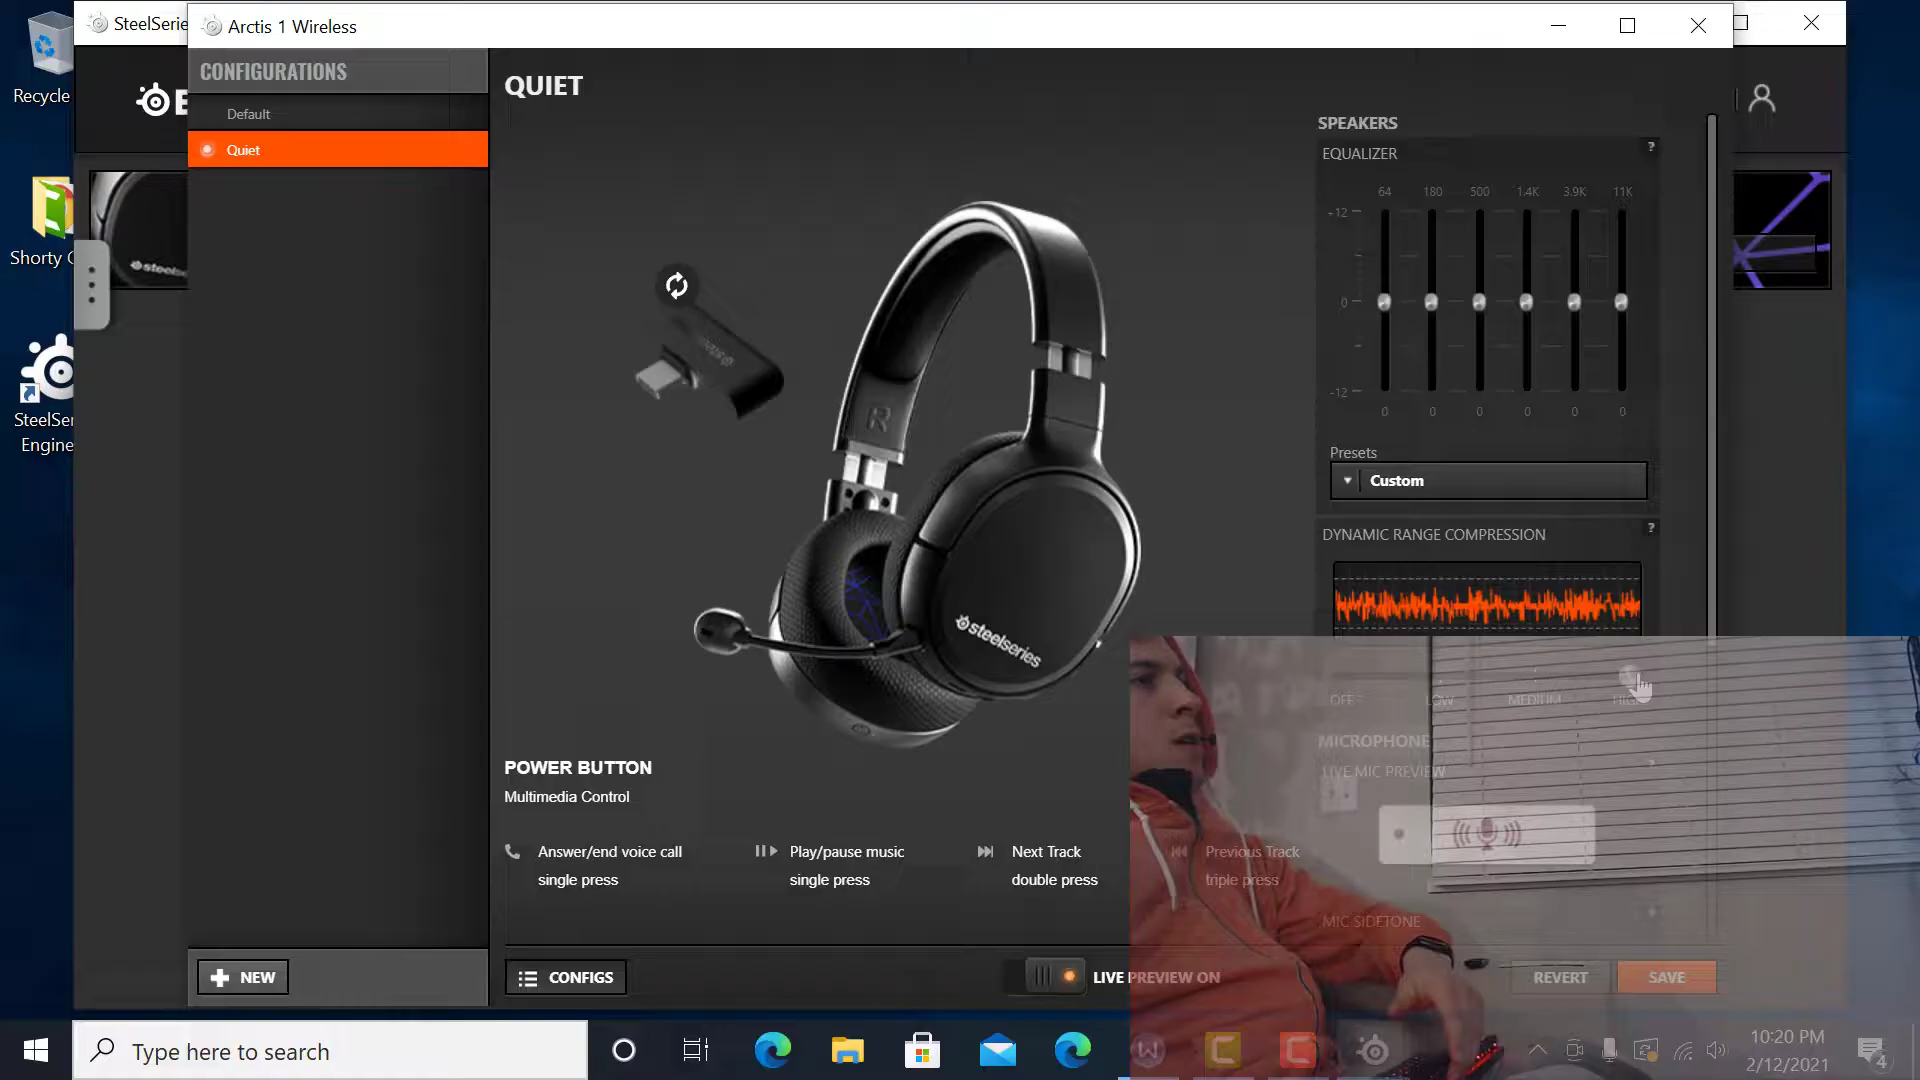 SteelSerie
Arctis 1 Wireless
Recycle
CONFIGURATIONS
Default
Quiet
QUIET
SPEAKERS
EQUALIZER
?
64 180 500 1.4K 3.9K 11K
+12
0
-12
0 0 0 0 0 0
Presets
Custom
DYNAMIC RANGE COMPRESSION
?
OFF LOW MEDIUM HIGH
MICROPHONE
LIVE MIC PREVIEW
MIC SIDETONE
R
steelseries
Shorty
SteelSer
Engine
POWER BUTTON
Multimedia Control
Answer/end voice call
single press
Play/pause music
single press
Next Track
double press
Previous Track
triple press
NEW
CONFIGS
LIVE PREVIEW ON
REVERT
SAVE
Type here to search
10:20 PM
2/12/2021
4